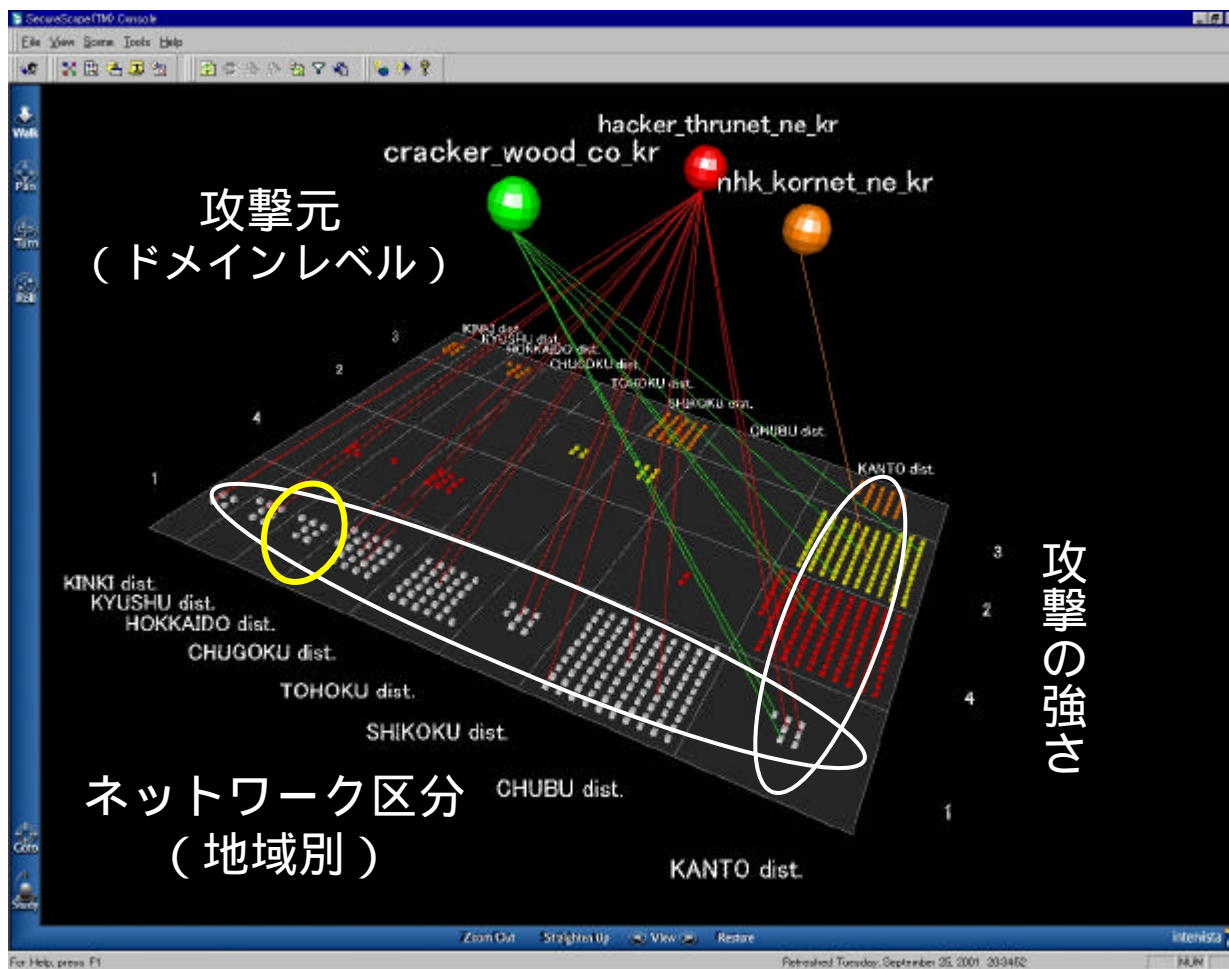 SecureScape(TM) Console
File View Scene Tools Help
Walk
Pan
Turn
Roll
hacker_thrunet_ne_kr
cracker_wood_co_kr
nhk_kornet_ne_kr
攻撃元
(ドメインレベル)
KINKI dist.
KYUSHU dist.
HOKKAIDO dist.
CHUGOKU dist.
TOHOKU dist.
SHIKOKU dist.
CHUBU dist.
KANTO dist.
3
2
4
1
3
2
4
1
攻撃の強さ
KINKI dist.
KYUSHU dist.
HOKKAIDO dist.
CHUGOKU dist.
TOHOKU dist.
SHIKOKU dist.
CHUBU dist.
KANTO dist.
ネットワーク区分
(地域別)
Goto
Study
Zoom Out Straighten Up View Restore
intervista
For Help, press F1
Refreshed Tuesday, September 25, 2001 20:34:52
NUM